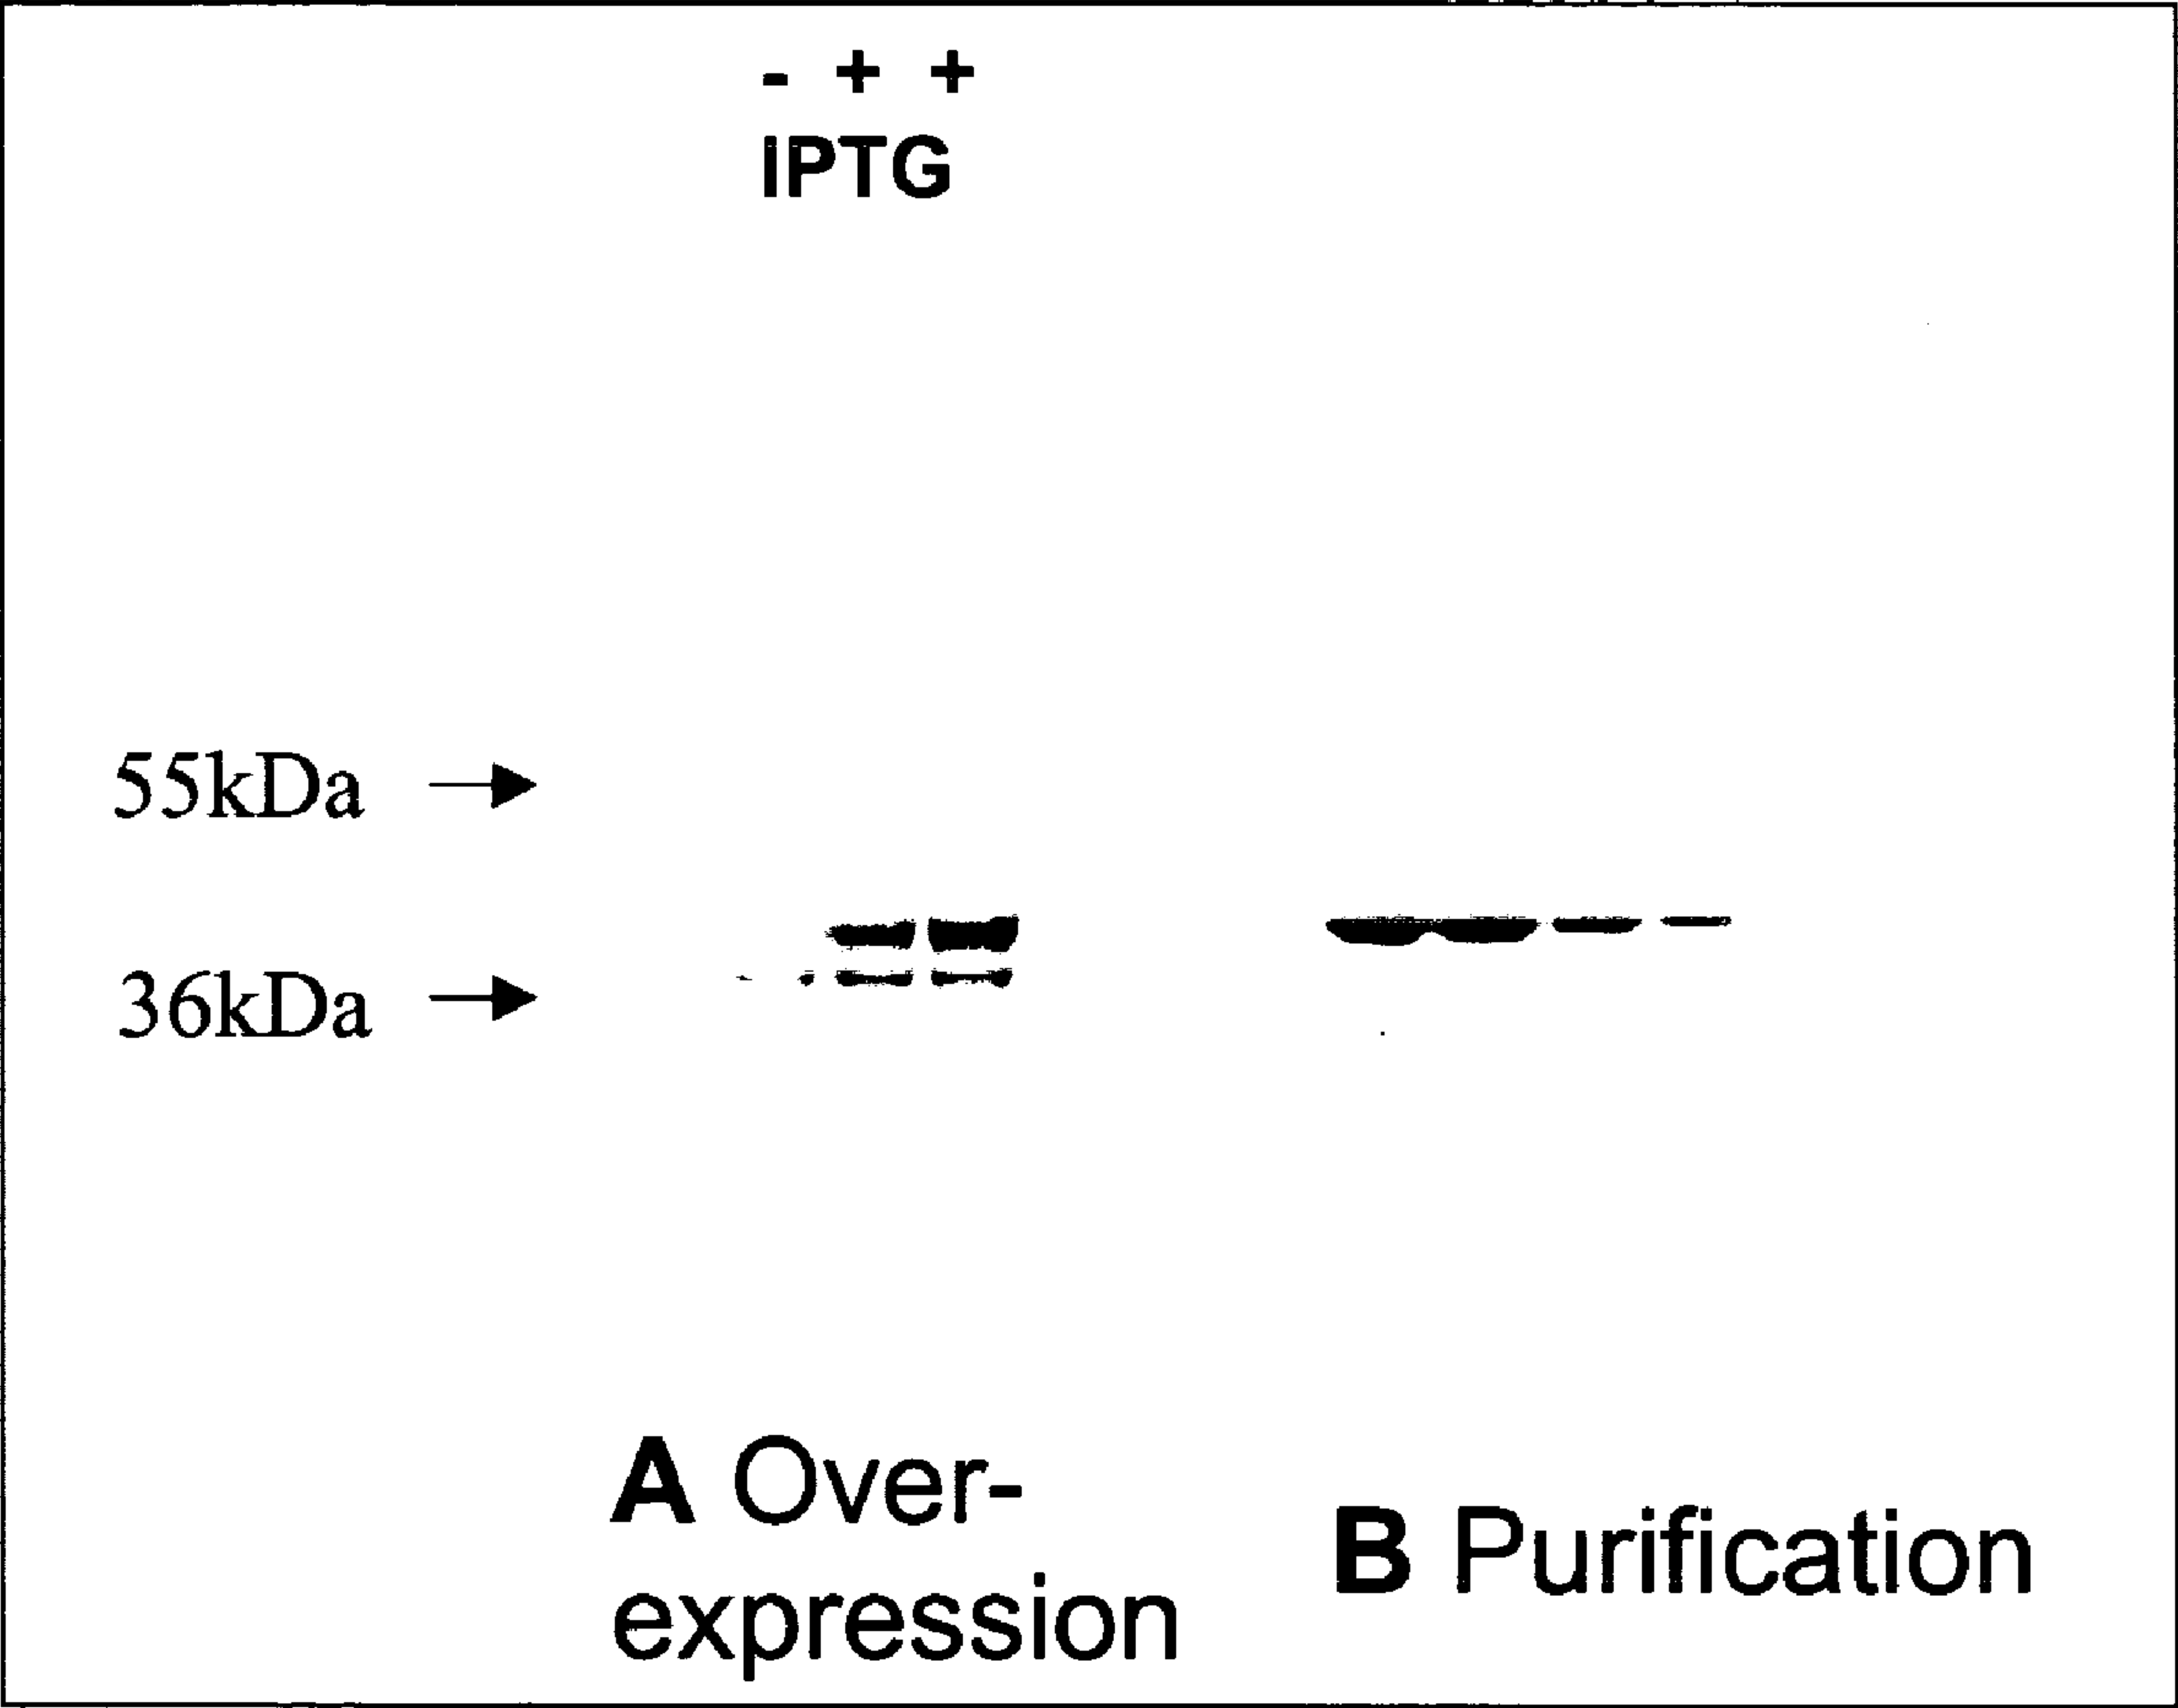 - + +
IPTG
55kDa
36kDa
A Over-
expression
B Purification